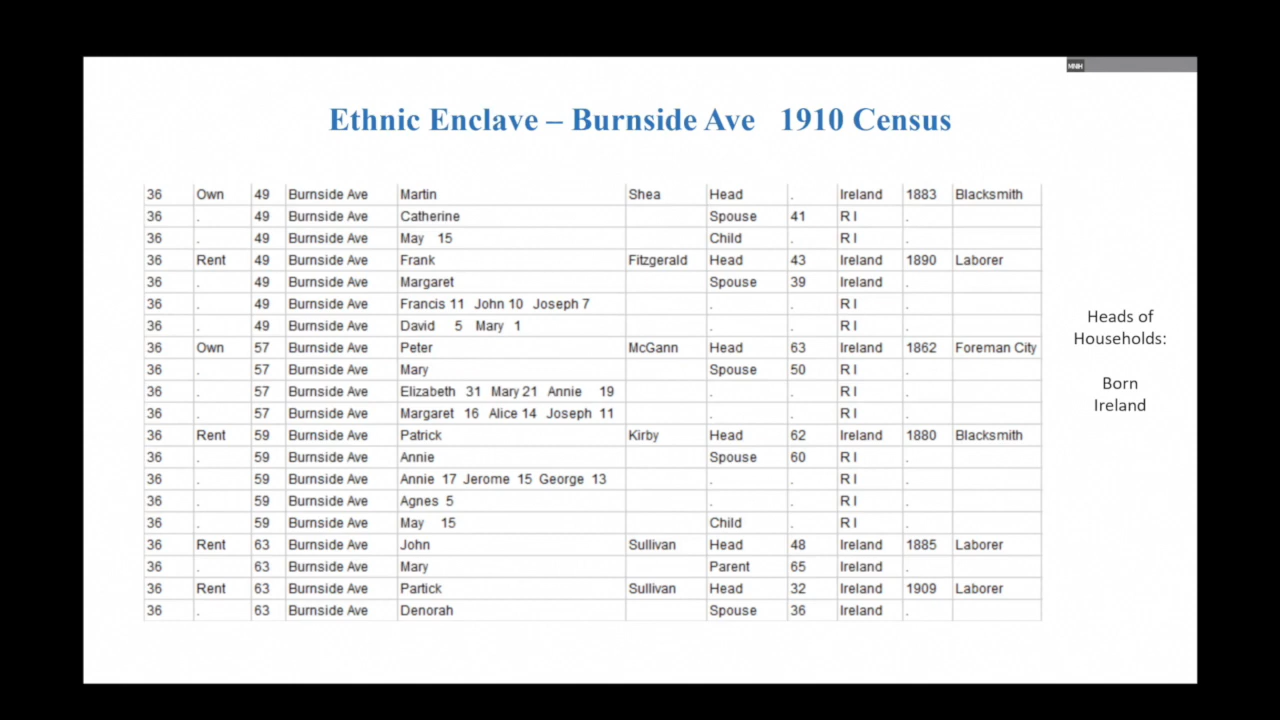 MNIH
Ethnic Enclave – Burnside Ave 1910 Census
36 Own 49 Burnside Ave Martin Shea Head . Ireland 1883 Blacksmith
36 . 49 Burnside Ave Catherine Spouse 41 R I .
36 . 49 Burnside Ave May 15 Child . R I .
36 Rent 49 Burnside Ave Frank Fitzgerald Head 43 Ireland 1890 Laborer
36 . 49 Burnside Ave Margaret Spouse 39 Ireland .
36 . 49 Burnside Ave Francis 11 John 10 Joseph 7 . . R I .
36 . 49 Burnside Ave David 5 Mary 1 . . R I .
36 Own 57 Burnside Ave Peter McGann Head 63 Ireland 1862 Foreman City
36 . 57 Burnside Ave Mary Spouse 50 R I .
36 . 57 Burnside Ave Elizabeth 31 Mary 21 Annie 19 . . R I .
36 . 57 Burnside Ave Margaret 16 Alice 14 Joseph 11 . . R I .
36 Rent 59 Burnside Ave Patrick Kirby Head 62 Ireland 1880 Blacksmith
36 . 59 Burnside Ave Annie Spouse 60 R I .
36 . 59 Burnside Ave Annie 17 Jerome 15 George 13 . . R I .
36 . 59 Burnside Ave Agnes 5 . . R I .
36 . 59 Burnside Ave May 15 Child . R I .
36 Rent 63 Burnside Ave John Sullivan Head 48 Ireland 1885 Laborer
36 . 63 Burnside Ave Mary Parent 65 Ireland .
36 Rent 63 Burnside Ave Partick Sullivan Head 32 Ireland 1909 Laborer
36 . 63 Burnside Ave Denorah Spouse 36 Ireland .
Heads of
Households:
Born
Ireland